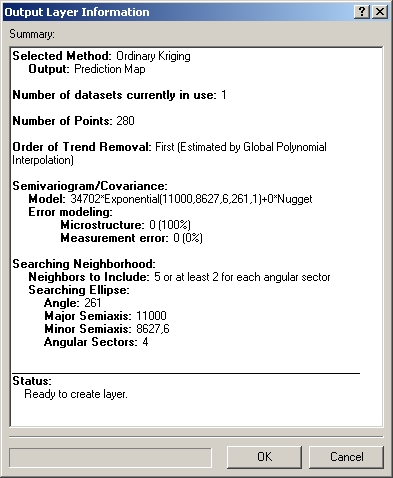 Output Layer Information
Summary:
Selected Method: Ordinary Kriging
Output: Prediction Map
Number of datasets currently in use: 1
Number of Points: 280
Order of Trend Removal: First (Estimated by Global Polynomial
Interpolation)
Semivariogram/Covariance:
Model: 34702*Exponential(11000,8627,6,261,1)+0*Nugget
Error modeling:
Microstructure: 0 (100%)
Measurement error: 0 (0%)
Searching Neighborhood:
Neighbors to Include: 5 or at least 2 for each angular sector
Searching Ellipse:
Angle: 261
Major Semiaxis: 11000
Minor Semiaxis: 8627,6
Angular Sectors: 4
Status:
Ready to create layer.
OK
Cancel